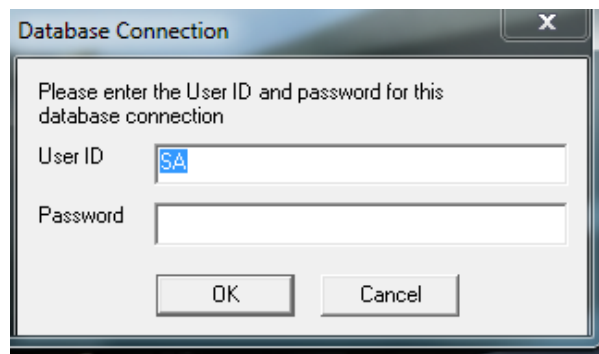 Database Connection
Please enter the User ID and password for this
database connection
User ID
SA
Password
OK
Cancel